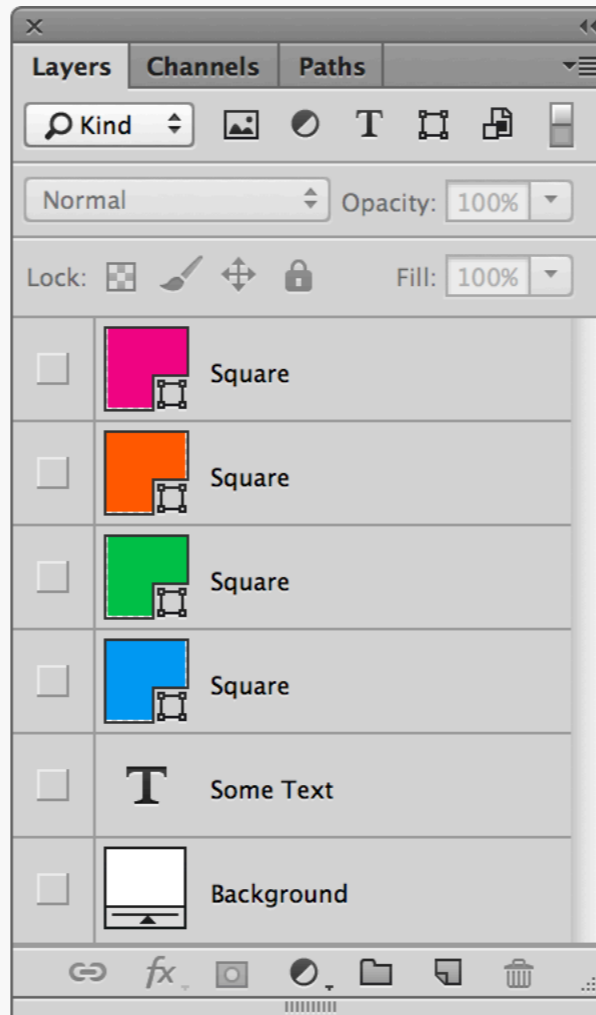 Layers Channels Paths
Kind T
Normal Opacity: 100%
Lock: Fill: 100%
Square
Square
Square
Square
T Some Text
Background
fx